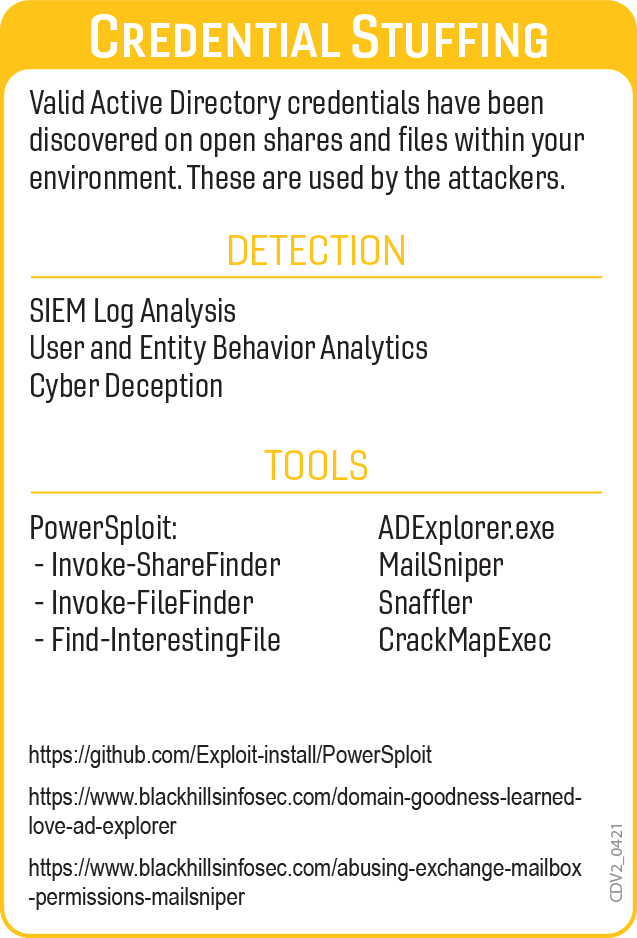 CREDENTIAL STUFFING
Valid Active Directory credentials have been
discovered on open shares and files within your
environment. These are used by the attackers.
DETECTION
SIEM Log Analysis
User and Entity Behavior Analytics
Cyber Deception
TOOLS
PowerSploit:
- Invoke-ShareFinder
- Invoke-FileFinder
- Find-InterestingFile
ADExplorer.exe
MailSniper
Snaffler
CrackMapExec
https://github.com/Exploit-install/PowerSploit
https://www.blackhillsinfosec.com/domain-goodness-learned-
love-ad-explorer
https://www.blackhillsinfosec.com/abusing-exchange-mailbox
-permissions-mailsniper
CDV2_0421